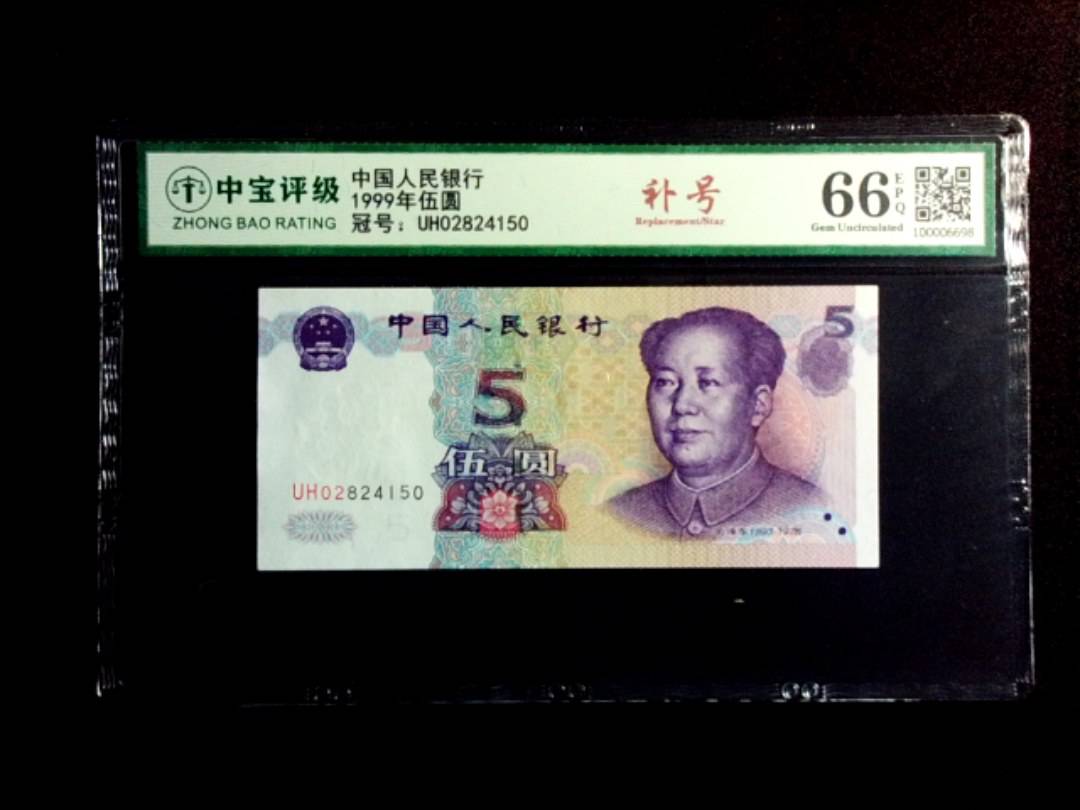 中宝评级
ZHONG BAO RATING
中国人民银行
1999年伍圆
冠号：UH02824150
补号
Replacement/Star
66
EPQ
Gem Uncirculated
100006698
中国人民银行
5
5
伍圆
UH02824150